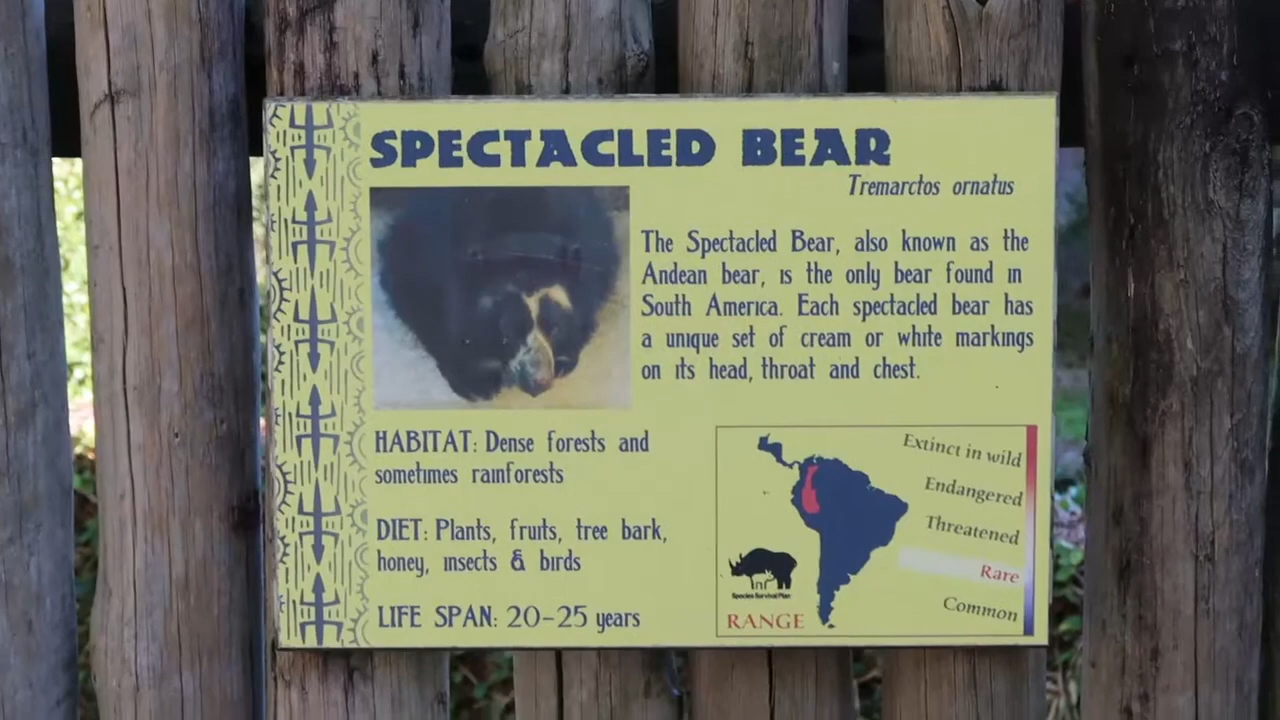 SPECTACLED BEAR
Tremarctos ornatus
The Spectacled Bear, also known as the
Andean bear, is the only bear found in
South America. Each spectacled bear has
a unique set of cream or white markings
on its head, throat and chest.
HABITAT: Dense forests and
sometimes rainforests
DIET: Plants, fruits, tree bark,
honey, insects & birds
LIFE SPAN: 20-25 years
Extinct in wild
Endangered
Threatened
Rare
Common
Species Survival Plan
RANGE